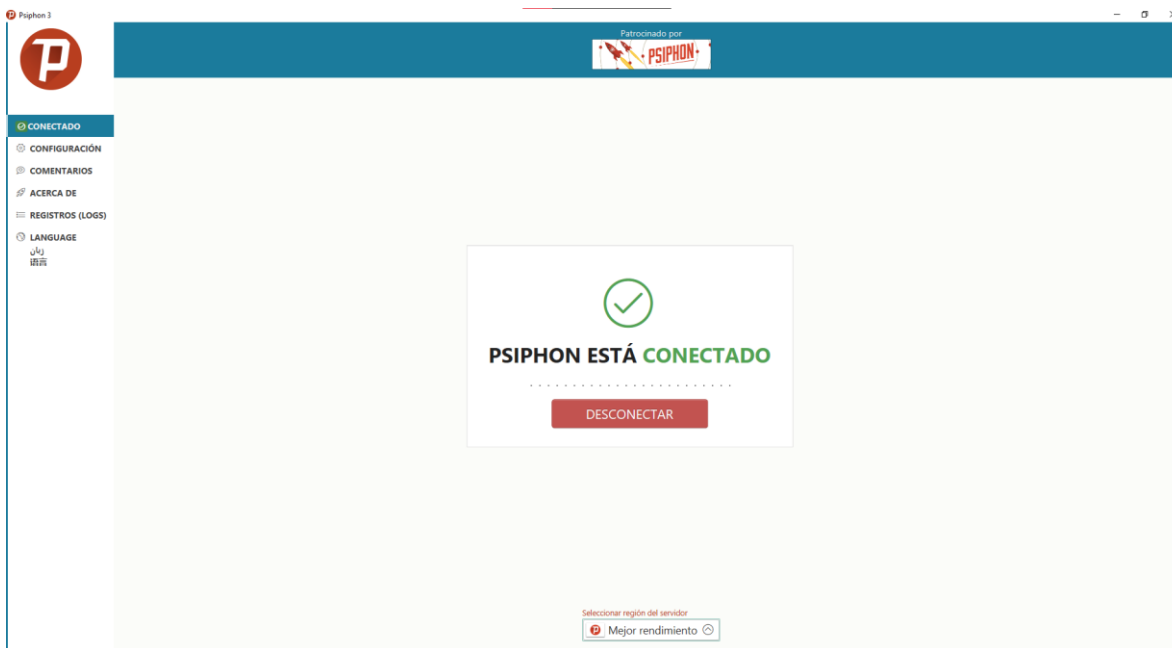 Psiphon 3
Patrocinado por
PSIPHON
CONECTADO
CONFIGURACIÓN
COMENTARIOS
ACERCA DE
REGISTROS (LOGS)
LANGUAGE
زبان
语言
PSIPHON ESTÁ CONECTADO
DESCONECTAR
Seleccionar región del servidor
Mejor rendimiento